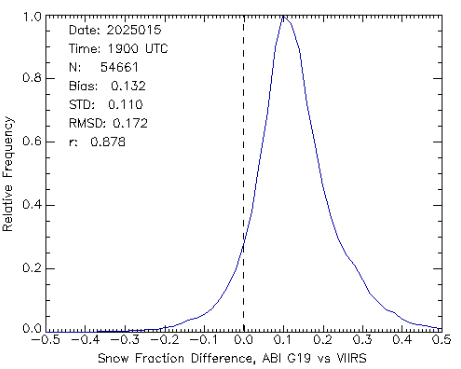 Date: 2025015
Time: 1900 UTC
N: 54661
Bias: 0.132
STD: 0.110
RMSD: 0.172
r: 0.878
1.0
0.8
0.6
0.4
0.2
0.0
Relative Frequency
-0.5 -0.4 -0.3 -0.2 -0.1 0.0 0.1 0.2 0.3 0.4 0.5
Snow Fraction Difference, ABI G19 vs VIIRS